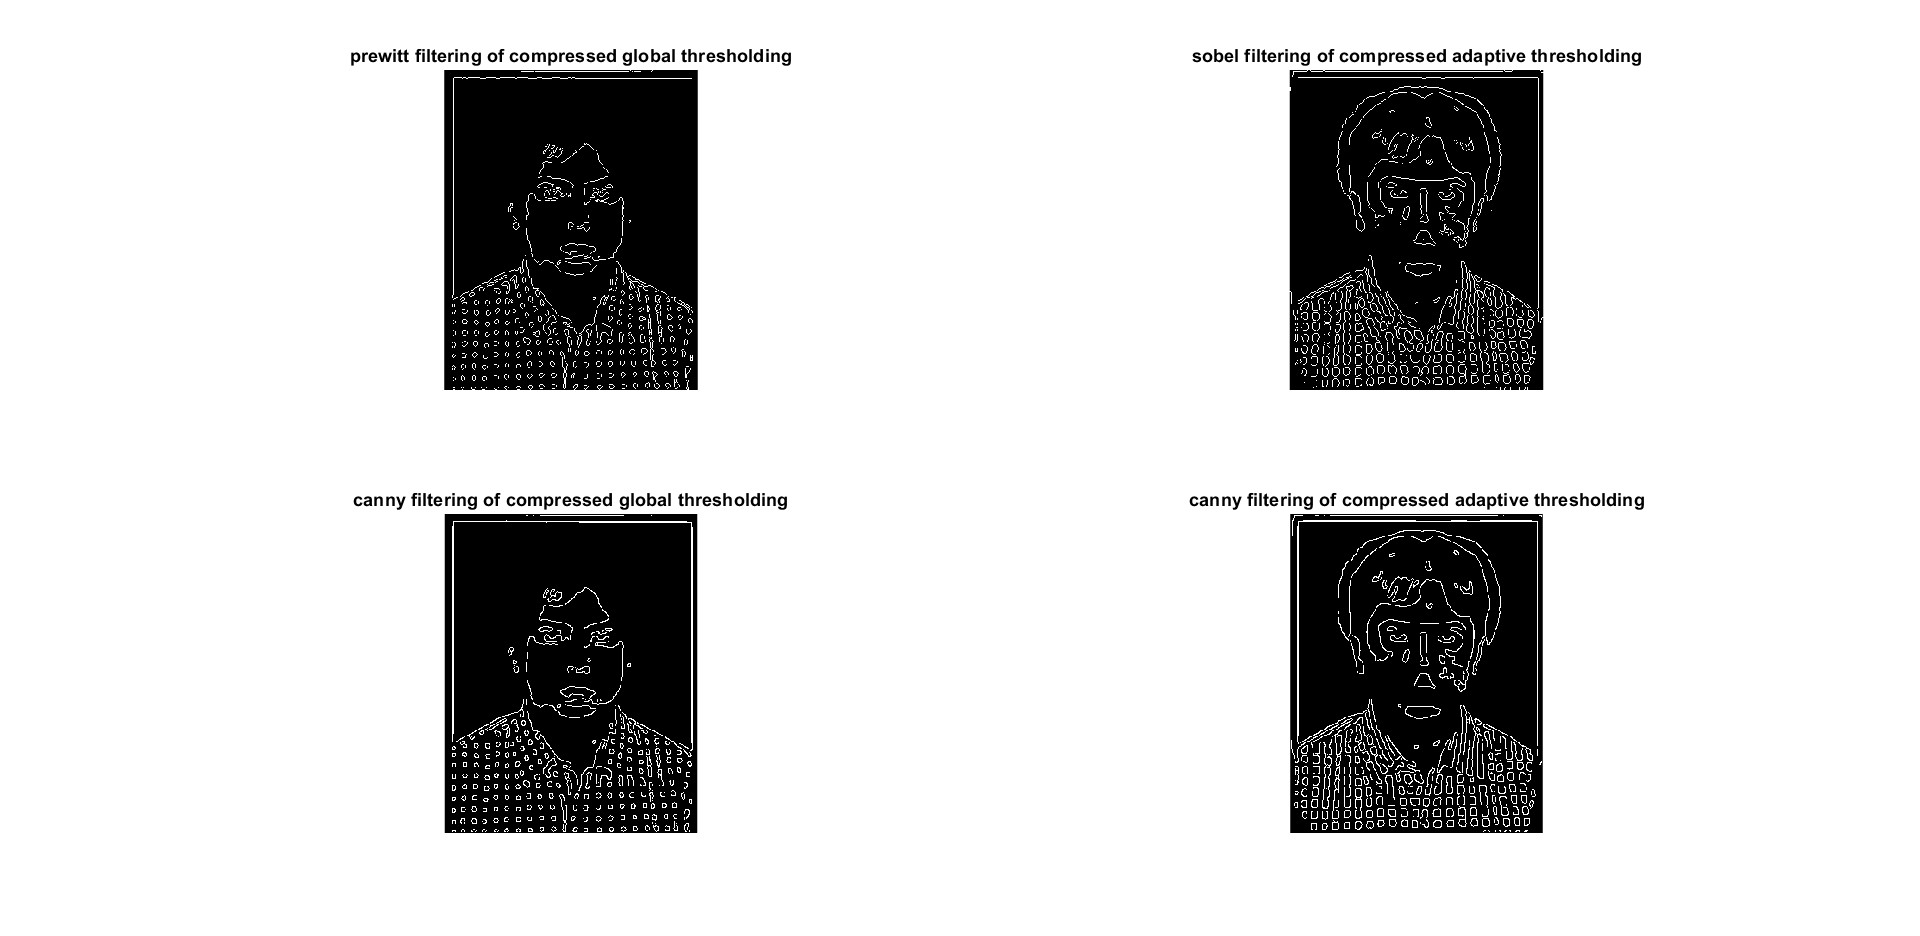 prewitt filtering of compressed global thresholding
sobel filtering of compressed adaptive thresholding
canny filtering of compressed global thresholding
canny filtering of compressed adaptive thresholding